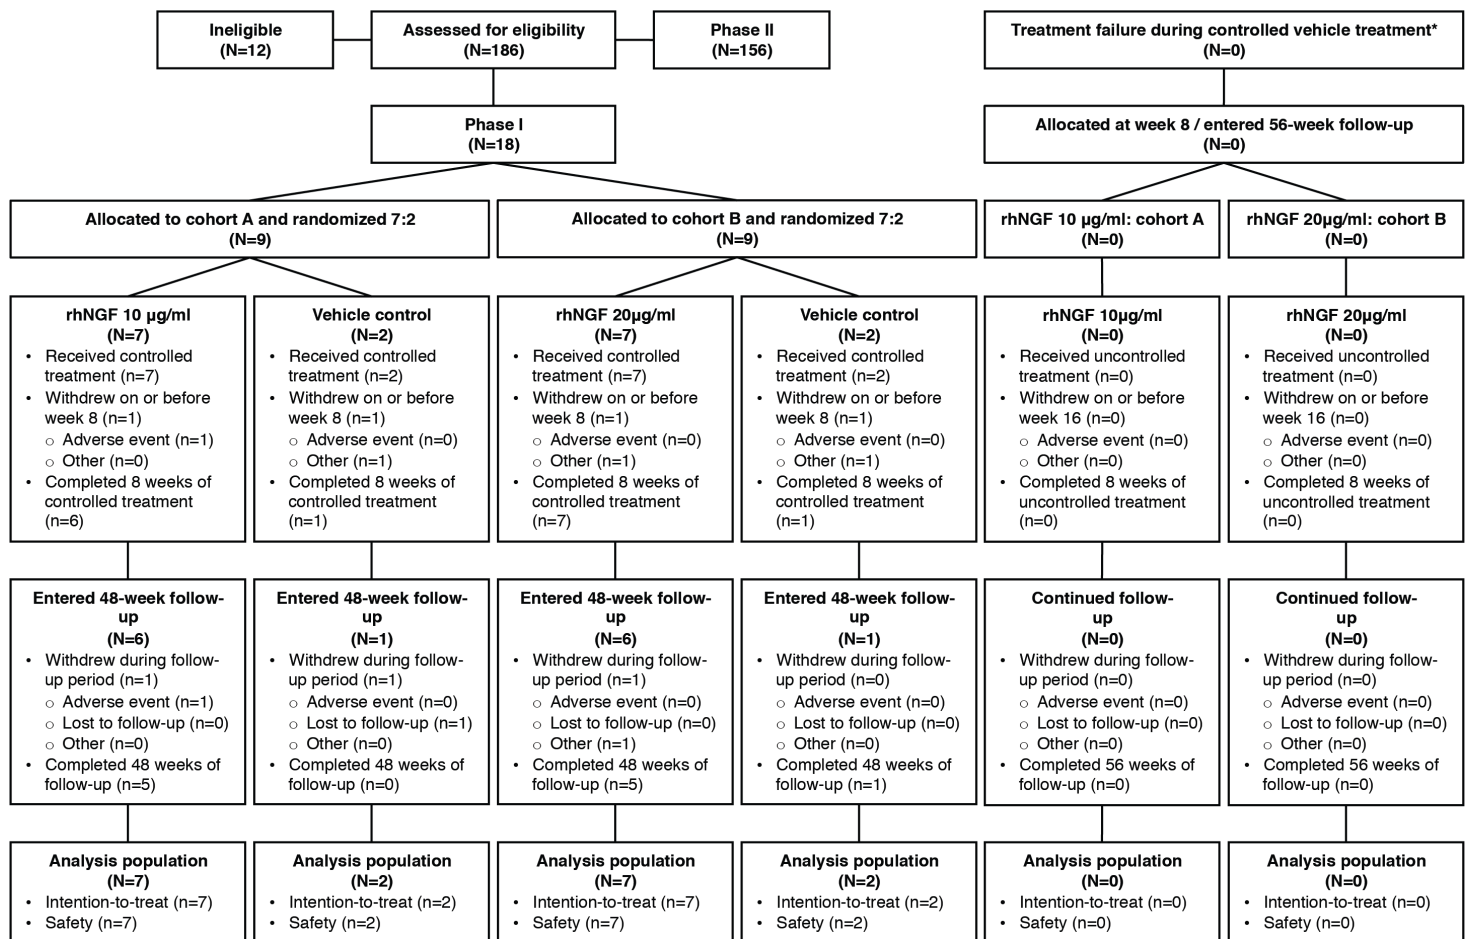 Ineligible
(N=12)
Assessed for eligibility
(N=186)
Phase II
(N=156)
Treatment failure during controlled vehicle treatment*
(N=0)
Phase I
(N=18)
Allocated at week 8 / entered 56-week follow-up
(N=0)
Allocated to cohort A and randomized 7:2
(N=9)
Allocated to cohort B and randomized 7:2
(N=9)
rhNGF 10 µg/ml: cohort A
(N=0)
rhNGF 20µg/ml: cohort B
(N=0)
rhNGF 10 µg/ml
(N=7)
• Received controlled
treatment (n=7)
• Withdrew on or before
week 8 (n=1)
○ Adverse event (n=1)
○ Other (n=0)
• Completed 8 weeks of
controlled treatment
(n=6)
Vehicle control
(N=2)
• Received controlled
treatment (n=2)
• Withdrew on or before
week 8 (n=1)
○ Adverse event (n=0)
○ Other (n=1)
• Completed 8 weeks of
controlled treatment
(n=1)
rhNGF 20µg/ml
(N=7)
• Received controlled
treatment (n=7)
• Withdrew on or before
week 8 (n=1)
○ Adverse event (n=0)
○ Other (n=1)
• Completed 8 weeks of
controlled treatment
(n=7)
Vehicle control
(N=2)
• Received controlled
treatment (n=2)
• Withdrew on or before
week 8 (n=1)
○ Adverse event (n=0)
○ Other (n=1)
• Completed 8 weeks of
controlled treatment
(n=1)
rhNGF 10µg/ml
(N=0)
• Received uncontrolled
treatment (n=0)
• Withdrew on or before
week 16 (n=0)
○ Adverse event (n=0)
○ Other (n=0)
• Completed 8 weeks of
uncontrolled treatment
(n=0)
rhNGF 20µg/ml
(N=0)
• Received uncontrolled
treatment (n=0)
• Withdrew on or before
week 16 (n=0)
○ Adverse event (n=0)
○ Other (n=0)
• Completed 8 weeks of
uncontrolled treatment
(n=0)
Entered 48-week follow-
up
(N=6)
• Withdrew during follow-
up period (n=1)
○ Adverse event (n=1)
○ Lost to follow-up (n=0)
○ Other (n=0)
• Completed 48 weeks of
follow-up (n=5)
Entered 48-week follow-
up
(N=1)
• Withdrew during follow-
up period (n=1)
○ Adverse event (n=0)
○ Lost to follow-up (n=1)
○ Other (n=0)
• Completed 48 weeks of
follow-up (n=0)
Entered 48-week follow-
up
(N=6)
• Withdrew during follow-
up period (n=1)
○ Adverse event (n=0)
○ Lost to follow-up (n=0)
○ Other (n=1)
• Completed 48 weeks of
follow-up (n=5)
Entered 48-week follow-
up
(N=1)
• Withdrew during follow-
up period (n=0)
○ Adverse event (n=0)
○ Lost to follow-up (n=0)
○ Other (n=0)
• Completed 48 weeks of
follow-up (n=1)
Continued follow-
up
(N=0)
• Withdrew during follow-
up period (n=0)
○ Adverse event (n=0)
○ Lost to follow-up (n=0)
○ Other (n=0)
• Completed 56 weeks of
follow-up (n=0)
Continued follow-
up
(N=0)
• Withdrew during follow-
up period (n=0)
○ Adverse event (n=0)
○ Lost to follow-up (n=0)
○ Other (n=0)
• Completed 56 weeks of
follow-up (n=0)
Analysis population
(N=7)
• Intention-to-treat (n=7)
• Safety (n=7)
Analysis population
(N=2)
• Intention-to-treat (n=2)
• Safety (n=2)
Analysis population
(N=7)
• Intention-to-treat (n=7)
• Safety (n=7)
Analysis population
(N=2)
• Intention-to-treat (n=2)
• Safety (n=2)
Analysis population
(N=0)
• Intention-to-treat (n=0)
• Safety (n=0)
Analysis population
(N=0)
• Intention-to-treat (n=0)
• Safety (n=0)